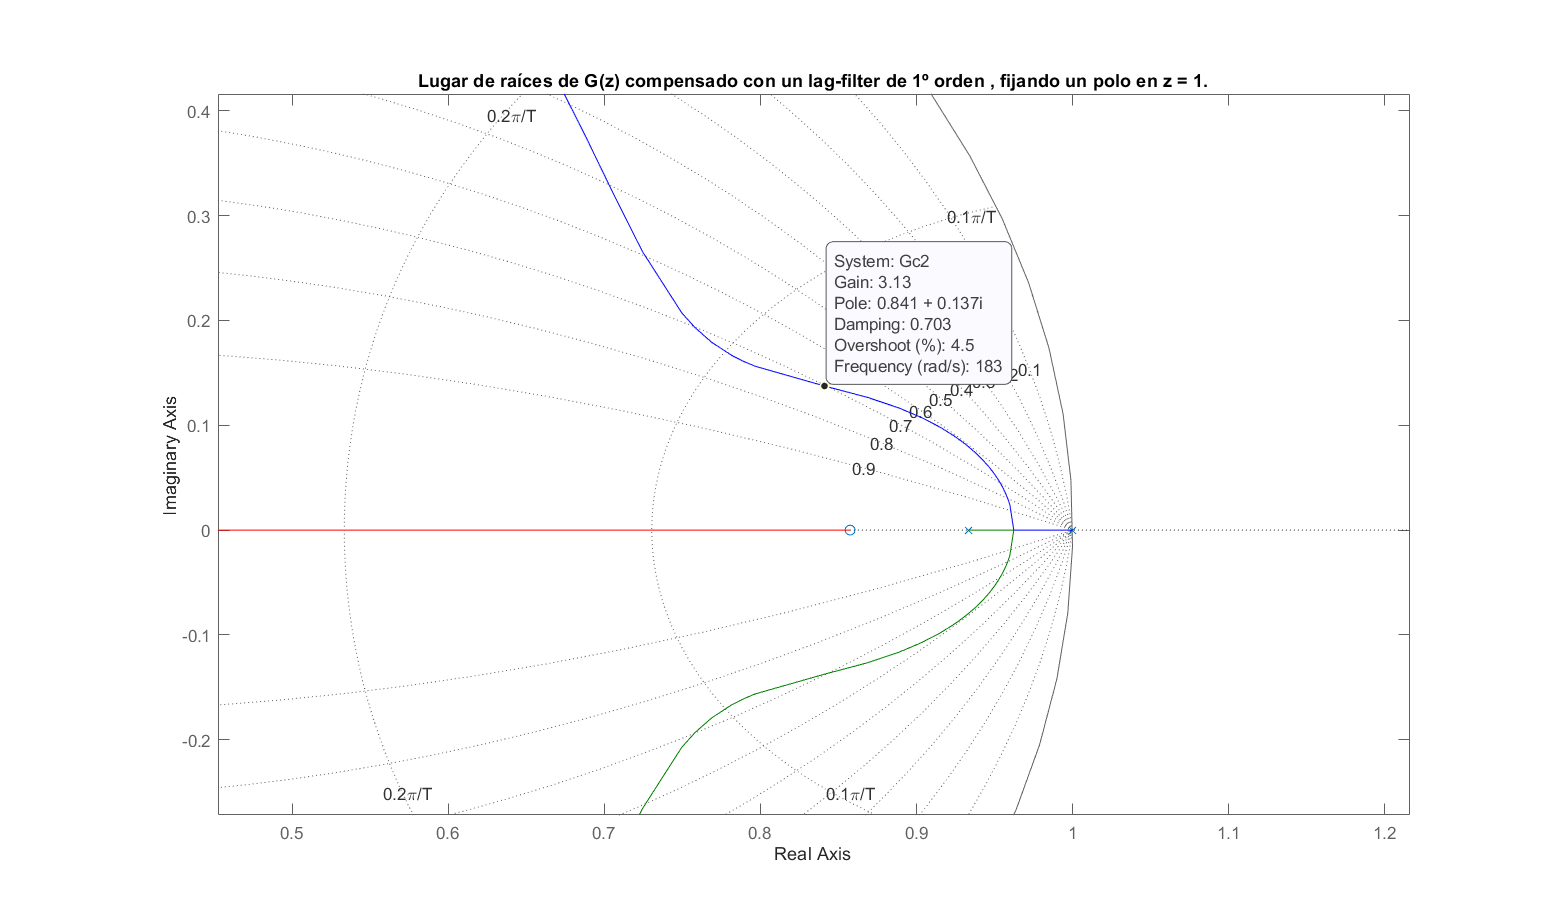 Lugar de raíces de G(z) compensado con un lag-filter de 1º orden , fijando un polo en z = 1.
0.4
0.2π/T
0.3
0.1π/T
System: Gc2
Gain: 3.13
Pole: 0.841 + 0.137i
Damping: 0.703
Overshoot (%): 4.5
Frequency (rad/s): 183
0.2
0.1
0.4
0.5
0.6
0.7
0.8
0.9
0.1
0
-0.1
-0.2
0.2π/T
0.1π/T
Imaginary Axis
0.5
0.6
0.7
0.8
0.9
1
1.1
1.2
Real Axis